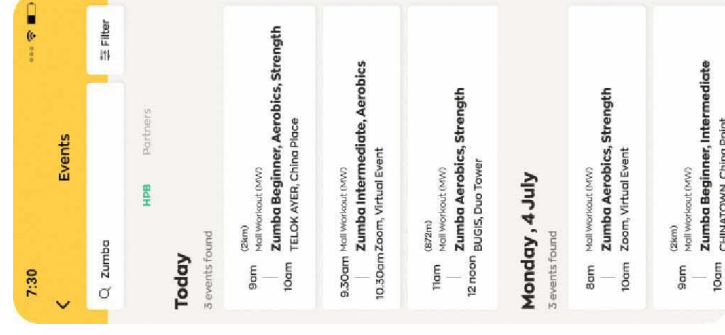 7:30
Events
Zumba
Filter
HPB
Partners
Today
3 events found
(2km)
9am
Mall Workout (MW)
Zumba Beginner, Aerobics, Strength
10am
TELOK AYER, China Place
9.30am
Mall Workout (MW)
Zumba Intermediate, Aerobics
10.30am
Zoom, Virtual Event
(872m)
11am
Mall Workout (MW)
Zumba Aerobics, Strength
12 noon
BUGIS, Duo Tower
Monday, 4 July
3 events found
8am
Mall Workout (MW)
Zumba Aerobics, Strength
10am
Zoom, Virtual Event
(2km)
9am
Mall Workout (MW)
Zumba Beginner, Intermediate
10am
CHINATOWN, China Point